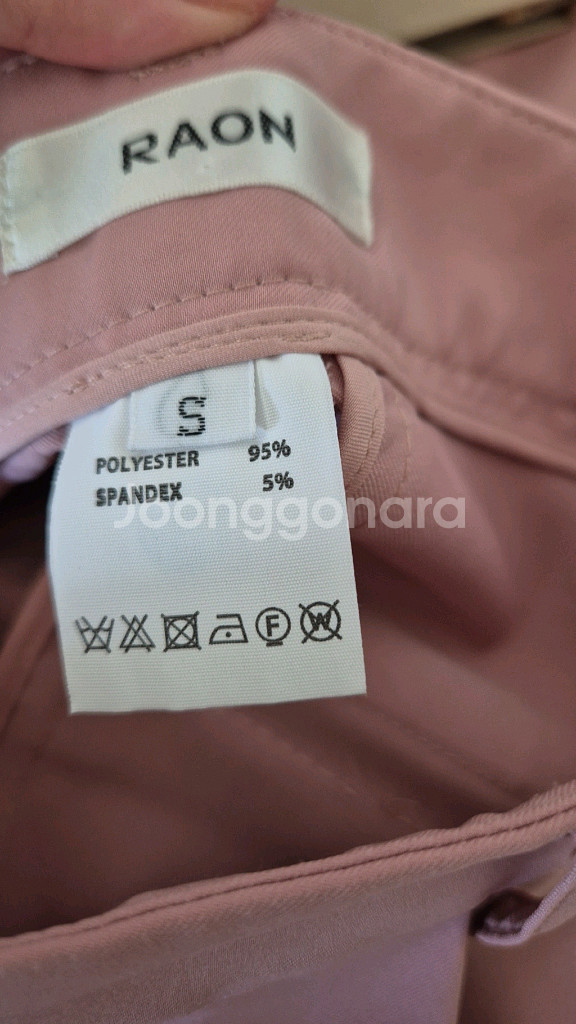 RAON
S
POLYESTER 95%
SPANDEX 5%
Joonggonara
F W